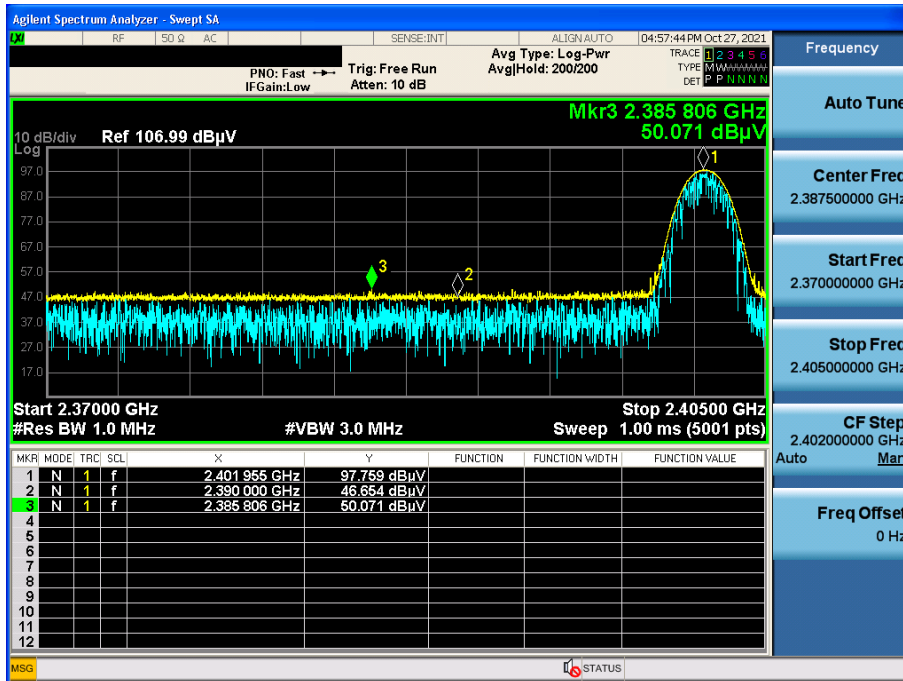 Agilent Spectrum Analyzer - Swept SA
LXI RF 50 Ω AC SENSE:INT ALIGN AUTO 04:57:44 PM Oct 27, 2021
PNO: Fast
IFGain:Low
Trig: Free Run
Atten: 10 dB
Avg Type: Log-Pwr
Avg|Hold: 200/200
TRACE 1 2 3 4 5 6
TYPE MWWWWW
DET P P N N N N
Mkr3 2.385 806 GHz
50.071 dBµV
10 dB/div Ref 106.99 dBµV
Log
97.0
87.0
77.0
67.0
57.0
47.0
37.0
27.0
17.0
1
3
2
Start 2.37000 GHz Stop 2.40500 GHz
#Res BW 1.0 MHz #VBW 3.0 MHz Sweep 1.00 ms (5001 pts)
MKR MODE TRC SCL X Y FUNCTION FUNCTION WIDTH FUNCTION VALUE
1 N 1 f 2.401 955 GHz 97.759 dBµV
2 N 1 f 2.390 000 GHz 46.654 dBµV
3 N 1 f 2.385 806 GHz 50.071 dBµV
4
5
6
7
8
9
10
11
12
MSG STATUS
Frequency
Auto Tune
Center Freq
2.387500000 GHz
Start Freq
2.370000000 GHz
Stop Freq
2.405000000 GHz
CF Step
2.402000000 GHz
Auto Man
Freq Offset
0 Hz